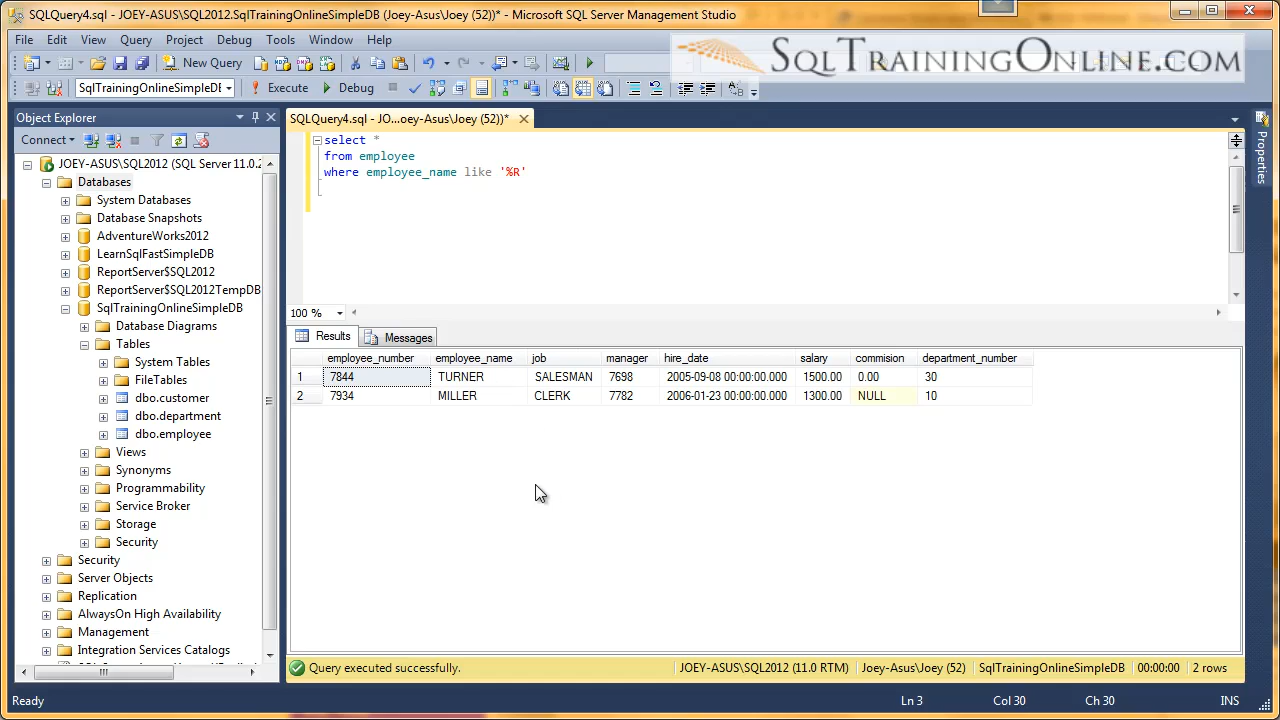 SQLQuery4.sql - JOEY-ASUS\SQL2012.SqlTrainingOnlineSimpleDB (Joey-Asus\Joey (52))* - Microsoft SQL Server Management Studio
File Edit View Query Project Debug Tools Window Help
SQLTRAININGONLINE.COM
New Query
SqlTrainingOnlineSimpleDB Execute Debug
Object Explorer
SQLQuery4.sql - JO...oey-Asus\Joey (52))*
Connect
JOEY-ASUS\SQL2012 (SQL Server 11.0.2
Databases
System Databases
Database Snapshots
AdventureWorks2012
LearnSqlFastSimpleDB
ReportServer$SQL2012
ReportServer$SQL2012TempDB
SqlTrainingOnlineSimpleDB
Database Diagrams
Tables
System Tables
FileTables
dbo.customer
dbo.department
dbo.employee
Views
Synonyms
Programmability
Service Broker
Storage
Security
Security
Server Objects
Replication
AlwaysOn High Availability
Management
Integration Services Catalogs
select *
from employee
where employee_name like '%R'
Properties
100 %
Results Messages
employee_number employee_name job manager hire_date salary commision department_number
1 7844 TURNER SALESMAN 7698 2005-09-08 00:00:00.000 1500.00 0.00 30
2 7934 MILLER CLERK 7782 2006-01-23 00:00:00.000 1300.00 NULL 10
Query executed successfully. JOEY-ASUS\SQL2012 (11.0 RTM) Joey-Asus\Joey (52) SqlTrainingOnlineSimpleDB 00:00:00 2 rows
Ready Ln 3 Col 30 Ch 30 INS